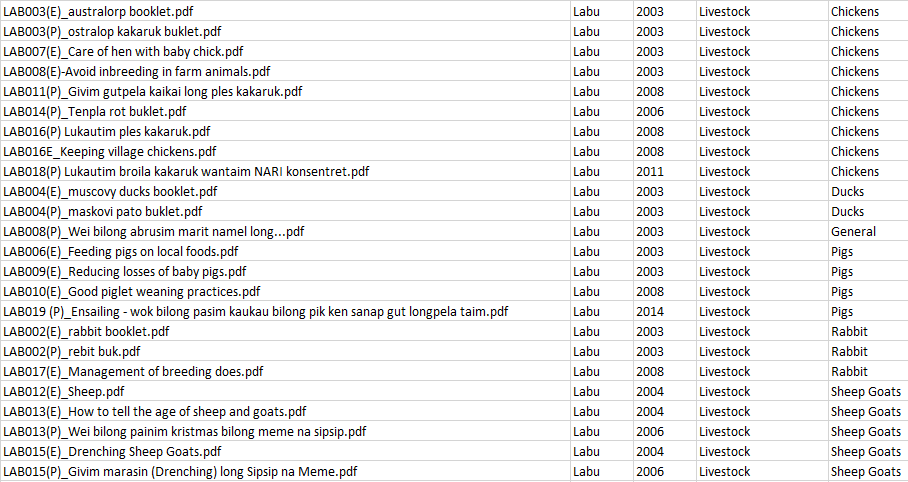 LAB003(E)_australorp booklet.pdf Labu 2003 Livestock Chickens
LAB003(P)_ostralop kakaruk buklet.pdf Labu 2003 Livestock Chickens
LAB007(E)_Care of hen with baby chick.pdf Labu 2003 Livestock Chickens
LAB008(E)-Avoid inbreeding in farm animals.pdf Labu 2003 Livestock Chickens
LAB011(P)_Givim gutpela kaikai long ples kakaruk.pdf Labu 2008 Livestock Chickens
LAB014(P)_Tenpla rot buklet.pdf Labu 2006 Livestock Chickens
LAB016(P) Lukautim ples kakaruk.pdf Labu 2008 Livestock Chickens
LAB016E_Keeping village chickens.pdf Labu 2008 Livestock Chickens
LAB018(P) Lukautim broila kakaruk wantaim NARI konsentret.pdf Labu 2011 Livestock Chickens
LAB004(E)_muscovy ducks booklet.pdf Labu 2003 Livestock Ducks
LAB004(P)_maskovi pato buklet.pdf Labu 2003 Livestock Ducks
LAB008(P)_Wei bilong abrusim marit namel long...pdf Labu 2003 Livestock General
LAB006(E)_Feeding pigs on local foods.pdf Labu 2003 Livestock Pigs
LAB009(E)_Reducing losses of baby pigs.pdf Labu 2003 Livestock Pigs
LAB010(E)_Good piglet weaning practices.pdf Labu 2008 Livestock Pigs
LAB019 (P)_Ensailing - wok bilong pasim kaukau bilong pik ken sanap gut longpela taim.pdf Labu 2014 Livestock Pigs
LAB002(E)_rabbit booklet.pdf Labu 2003 Livestock Rabbit
LAB002(P)_rebit buk.pdf Labu 2003 Livestock Rabbit
LAB017(E)_Management of breeding does.pdf Labu 2008 Livestock Rabbit
LAB012(E)_Sheep.pdf Labu 2004 Livestock Sheep Goats
LAB013(E)_How to tell the age of sheep and goats.pdf Labu 2004 Livestock Sheep Goats
LAB013(P)_Wei bilong painim kristmas bilong meme na sipsip.pdf Labu 2006 Livestock Sheep Goats
LAB015(E)_Drenching Sheep Goats.pdf Labu 2004 Livestock Sheep Goats
LAB015(P)_Givim marasin (Drenching) long Sipsip na Meme.pdf Labu 2006 Livestock Sheep Goats